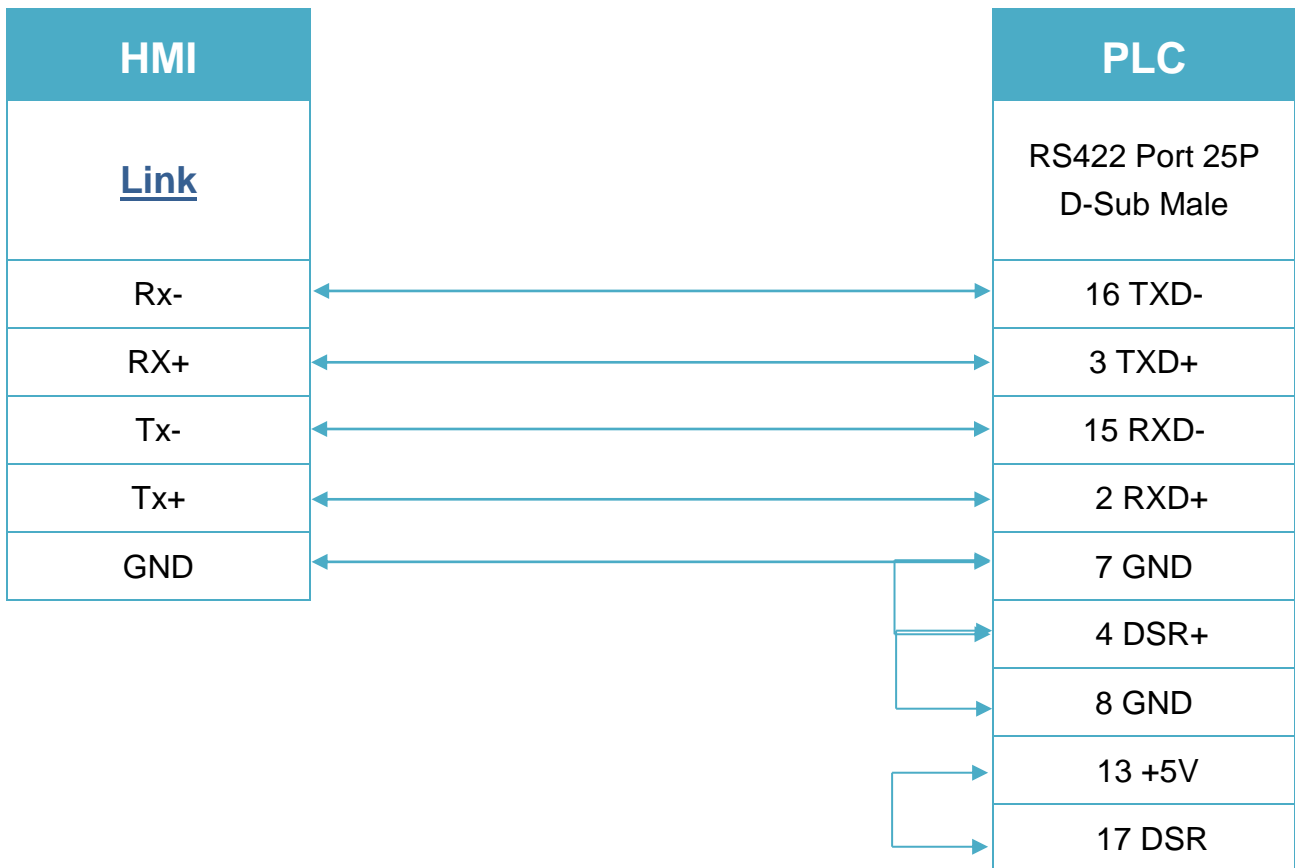 HMI
PLC
Link
RS422 Port 25P
D-Sub Male
Rx-
16 TXD-
RX+
3 TXD+
Tx-
15 RXD-
Tx+
2 RXD+
GND
7 GND
4 DSR+
8 GND
13 +5V
17 DSR